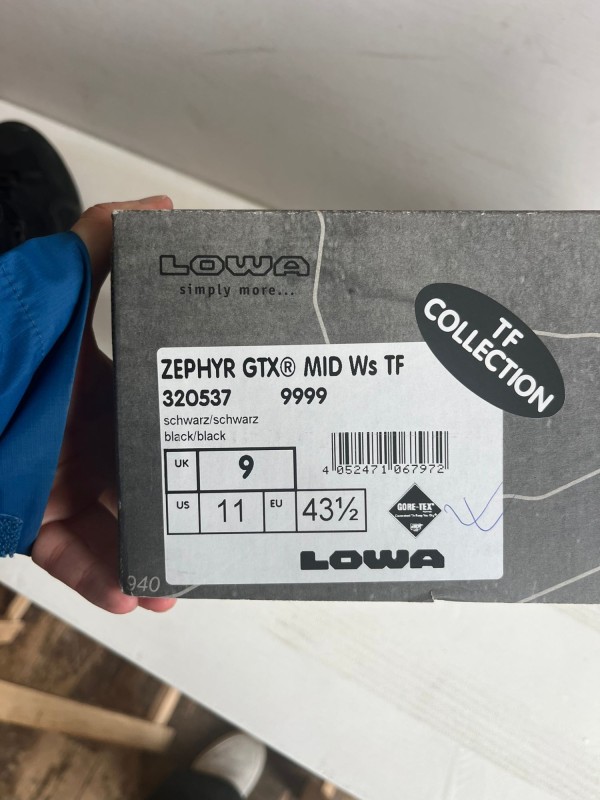 LOWA
simply more...
TF
COLLECTION
ZEPHYR GTX® MID Ws TF
320537 9999
schwarz/schwarz
black/black
UK 9
4 052471 067972
US 11 EU 43½
GORE-TEX
LOWA
940